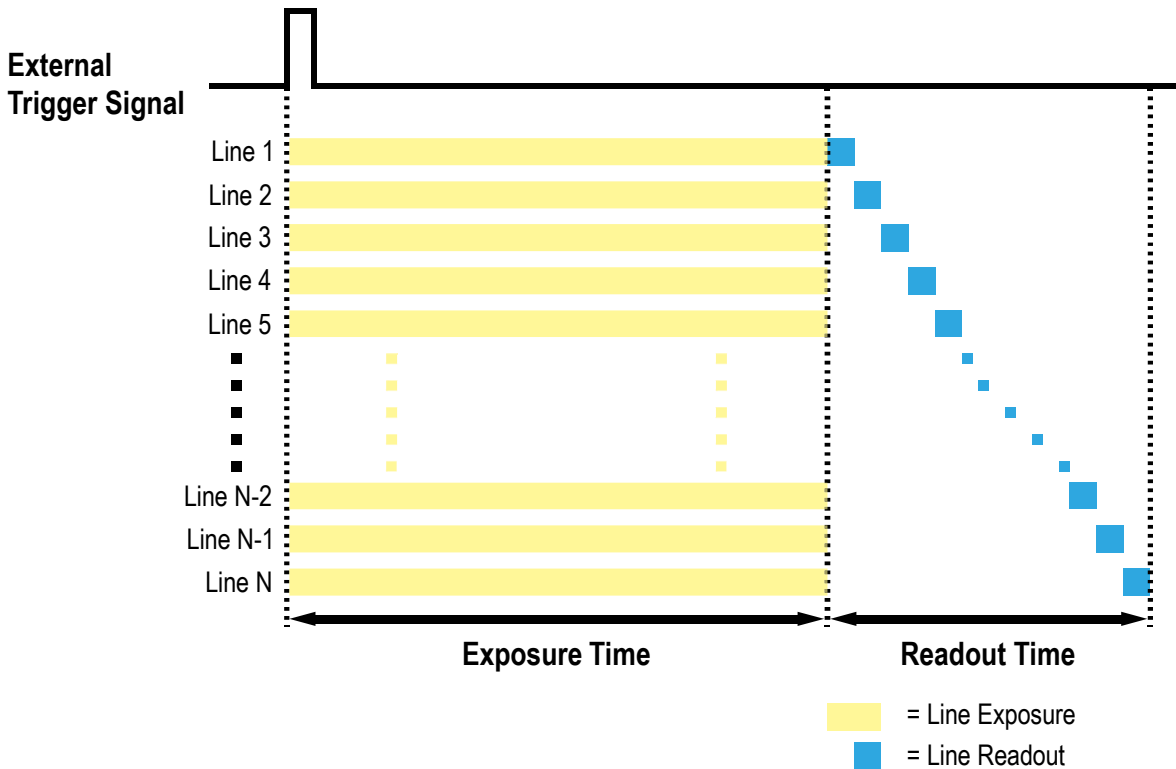 External
Trigger Signal
Line 1
Line 2
Line 3
Line 4
Line 5
Line N-2
Line N-1
Line N
Exposure Time
Readout Time
= Line Exposure
= Line Readout